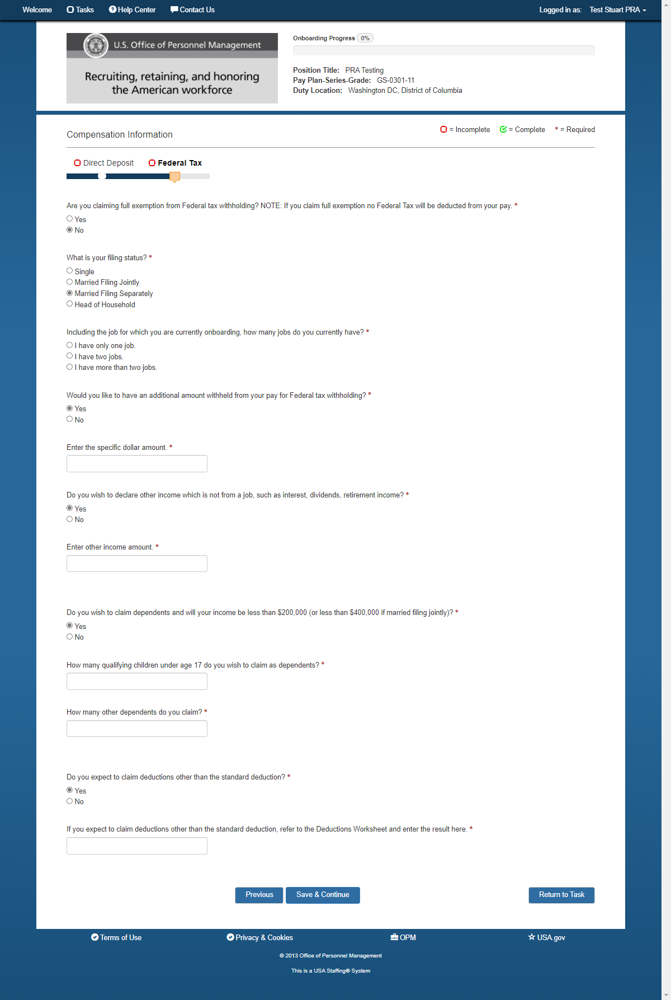 Welcome Tasks Help Center Contact Us Logged in as: Test Stuart PRA
U.S. Office of Personnel Management
Recruiting, retaining, and honoring
the American workforce
Onboarding Progress 0%
Position Title: PRA Testing
Pay Plan-Series-Grade: GS-0301-11
Duty Location: Washington DC, District of Columbia
Compensation Information
= Incomplete = Complete * = Required
Direct Deposit Federal Tax
Are you claiming full exemption from Federal tax withholding? NOTE: If you claim full exemption no Federal Tax will be deducted from your pay. *
Yes
No
What is your filing status? *
Single
Married Filing Jointly
Married Filing Separately
Head of Household
Including the job for which you are currently onboarding, how many jobs do you currently have? *
I have only one job.
I have two jobs.
I have more than two jobs.
Would you like to have an additional amount withheld from your pay for Federal tax withholding? *
Yes
No
Enter the specific dollar amount. *
Do you wish to declare other income which is not from a job, such as interest, dividends, retirement income? *
Yes
No
Enter other income amount. *
Do you wish to claim dependents and will your income be less than $200,000 (or less than $400,000 if married filing jointly)? *
Yes
No
How many qualifying children under age 17 do you wish to claim as dependents? *
How many other dependents do you claim? *
Do you expect to claim deductions other than the standard deduction? *
Yes
No
If you expect to claim deductions other than the standard deduction, refer to the Deductions Worksheet and enter the result here. *
Previous Save & Continue Return to Task
Terms of Use Privacy & Cookies OPM USA.gov
© 2013 Office of Personnel Management
This is a USA Staffing® System